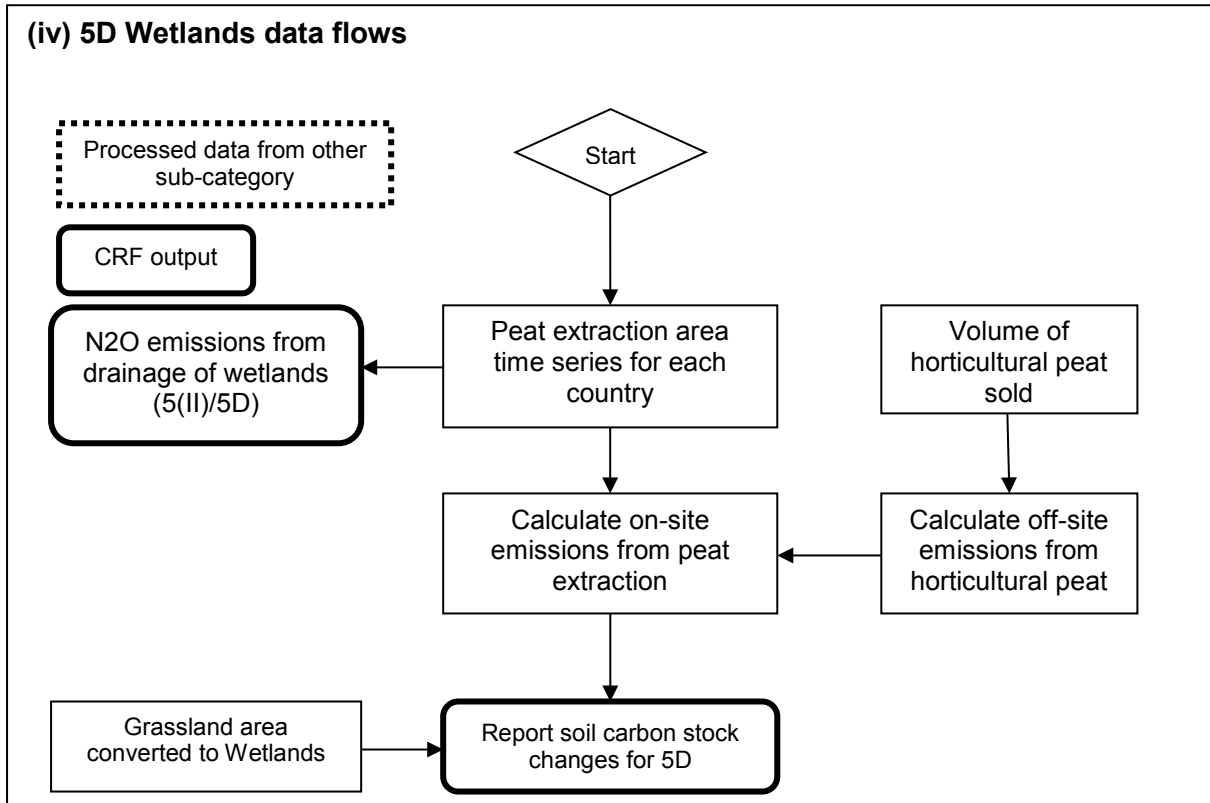 (iv) 5D Wetlands data flows
Processed data from other
sub-category
Start
CRF output
N2O emissions from
drainage of wetlands
(5(II)/5D)
Peat extraction area
time series for each
country
Volume of
horticultural peat
sold
Calculate on-site
emissions from peat
extraction
Calculate off-site
emissions from
horticultural peat
Grassland area
converted to Wetlands
Report soil carbon stock
changes for 5D